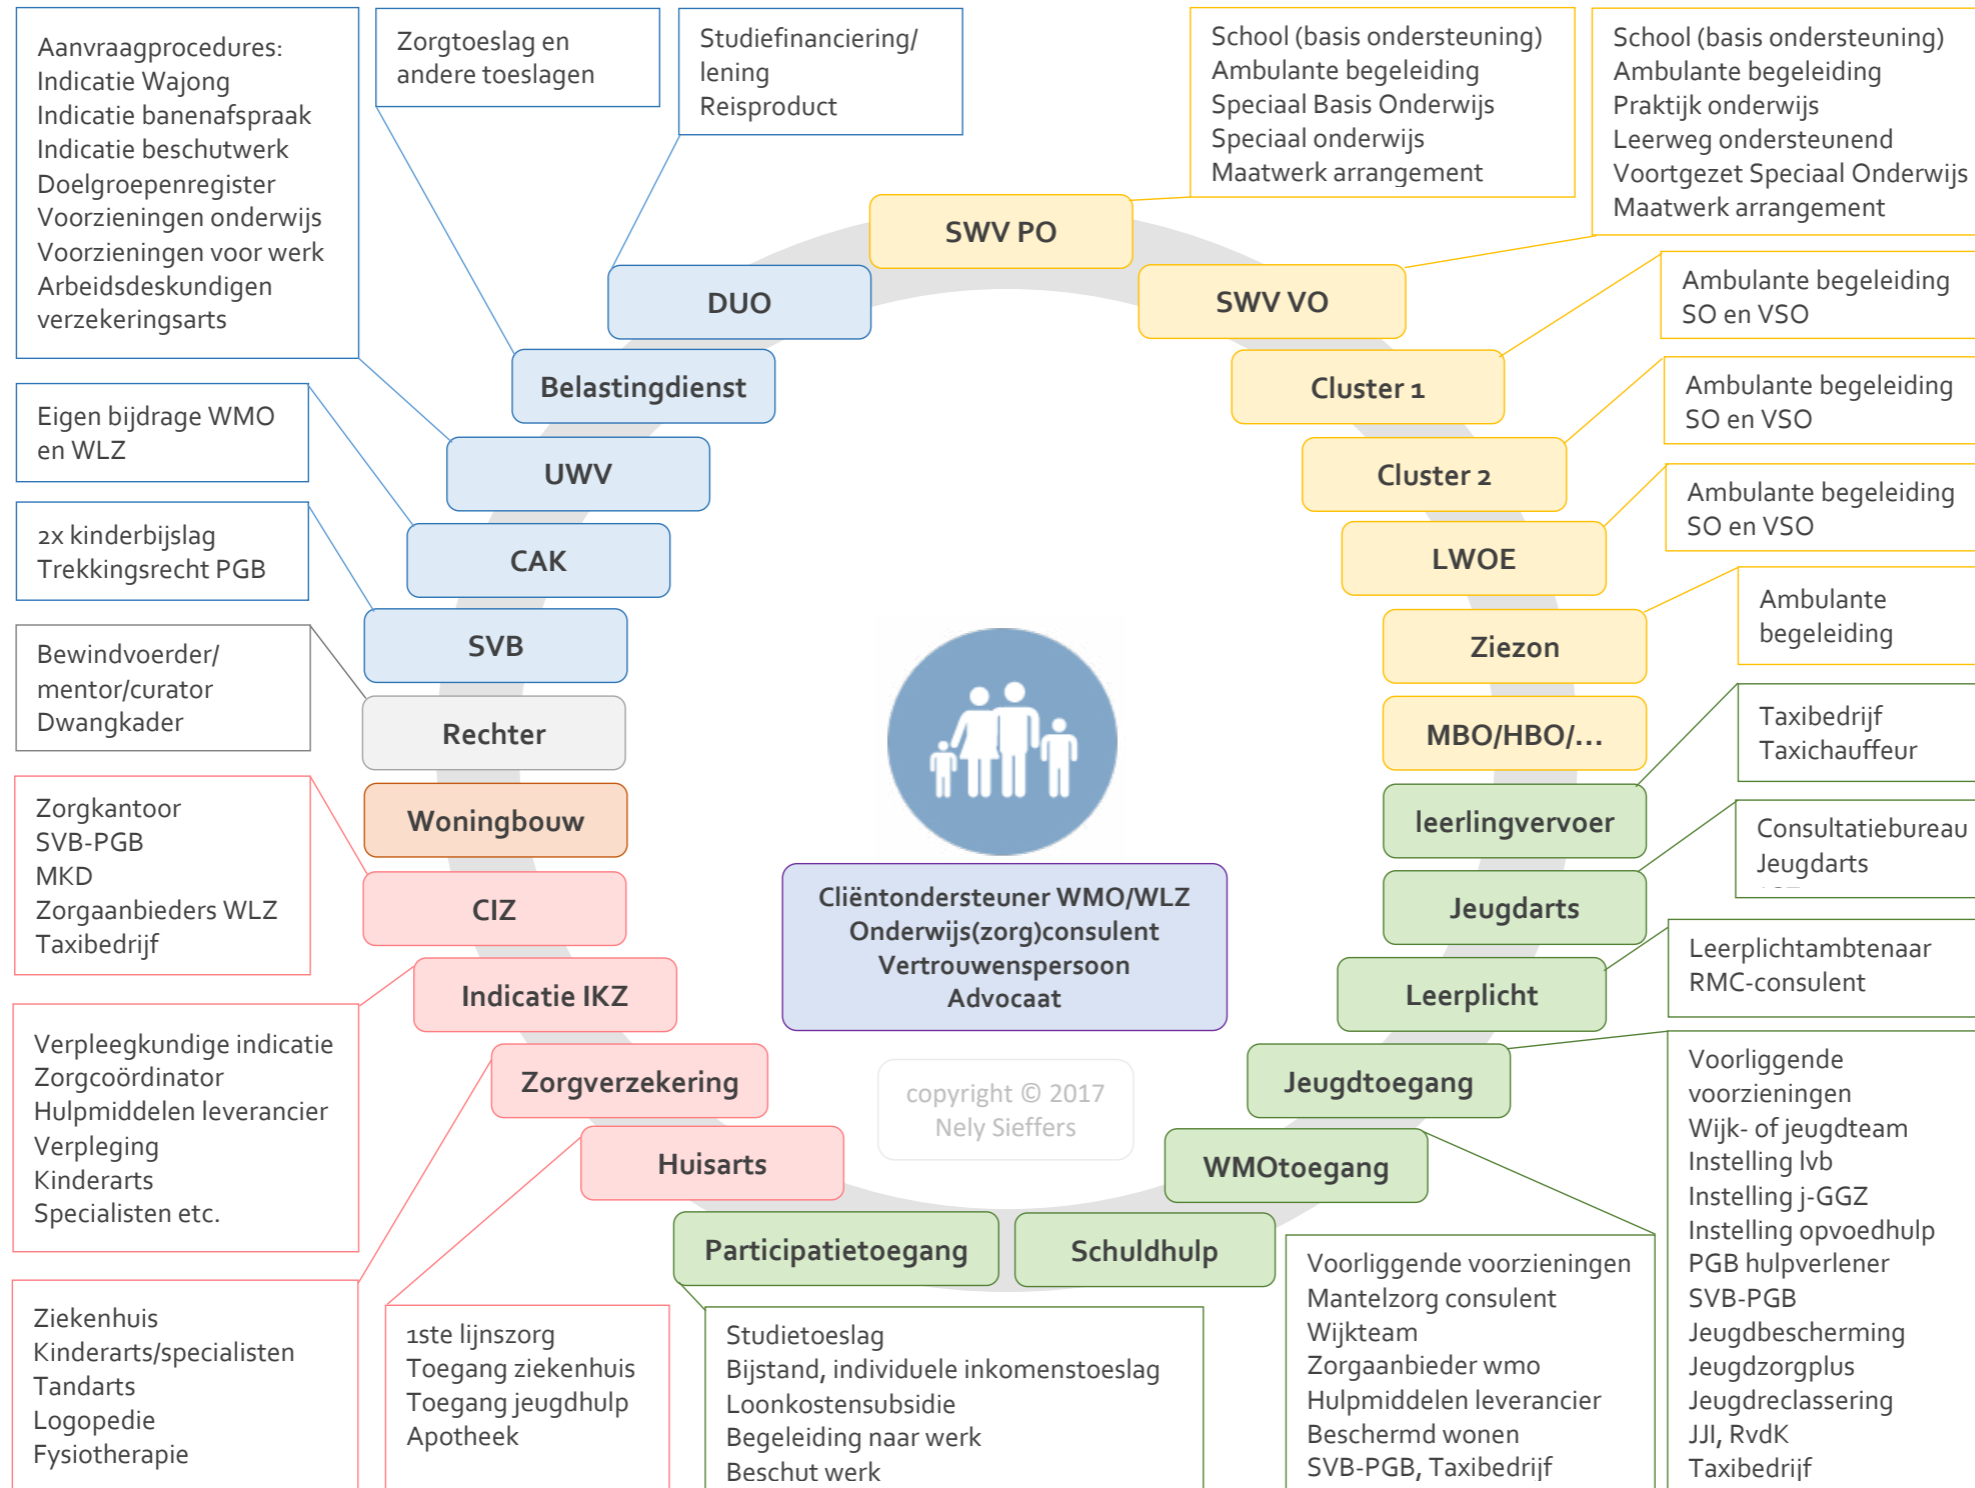 Aanvraagprocedures:
Indicatie Wajong
Indicatie banenafspraak
Indicatie beschutwerk
Doelgroepenregister
Voorzieningen onderwijs
Voorzieningen voor werk
Arbeidsdeskundigen
verzekeringsarts
Zorgtoeslag en
andere toeslagen
Studiefinanciering/
lening
Reisproduct
School (basis ondersteuning)
Ambulante begeleiding
Speciaal Basis Onderwijs
Speciaal onderwijs
Maatwerk arrangement
School (basis ondersteuning)
Ambulante begeleiding
Praktijk onderwijs
Leerweg ondersteunend
Voortgezet Speciaal Onderwijs
Maatwerk arrangement
SWV PO
DUO
SWV VO
Ambulante begeleiding
SO en VSO
Belastingdienst
Cluster 1
Eigen bijdrage WMO
en WLZ
Ambulante begeleiding
SO en VSO
UWV
Cluster 2
2x kinderbijslag
Trekkingsrecht PGB
Ambulante begeleiding
SO en VSO
CAK
LWOE
Ambulante
begeleiding
SVB
Ziezon
Bewindvoerder/
mentor/curator
Dwangkader
Taxibedrijf
Taxichauffeur
Rechter
MBO/HBO/...
Woningbouw
leerlingvervoer
Zorgkantoor
SVB-PGB
MKD
Zorgaanbieders WLZ
Taxibedrijf
Consultatiebureau
Jeugdarts
CIZ
Jeugdarts
Cliëntondersteuner WMO/WLZ
Onderwijs(zorg)consulent
Vertrouwenspersoon
Advocaat
Leerplichtambtenaar
RMC-consulent
Indicatie IKZ
Leerplicht
Verpleegkundige indicatie
Zorgcoördinator
Hulpmiddelen leverancier
Verpleging
Kinderarts
Specialisten etc.
Zorgverzekering
copyright © 2017
Nely Sieffers
Jeugdtoegang
Voorliggende
voorzieningen
Wijk- of jeugdteam
Instelling lvb
Instelling j-GGZ
Instelling opvoedhulp
PGB hulpverlener
SVB-PGB
Jeugdbescherming
Jeugdzorgplus
Jeugdreclassering
JJI, RvdK
Taxibedrijf
Huisarts
WMOtoegang
Participatietoegang
Schuldhulp
Voorliggende voorzieningen
Mantelzorg consulent
Wijkteam
Zorgaanbieder wmo
Hulpmiddelen leverancier
Beschermd wonen
SVB-PGB, Taxibedrijf
Ziekenhuis
Kinderarts/specialisten
Tandarts
Logopedie
Fysiotherapie
1ste lijnszorg
Toegang ziekenhuis
Toegang jeugdhulp
Apotheek
Studietoeslag
Bijstand, individuele inkomenstoeslag
Loonkostensubsidie
Begeleiding naar werk
Beschut werk